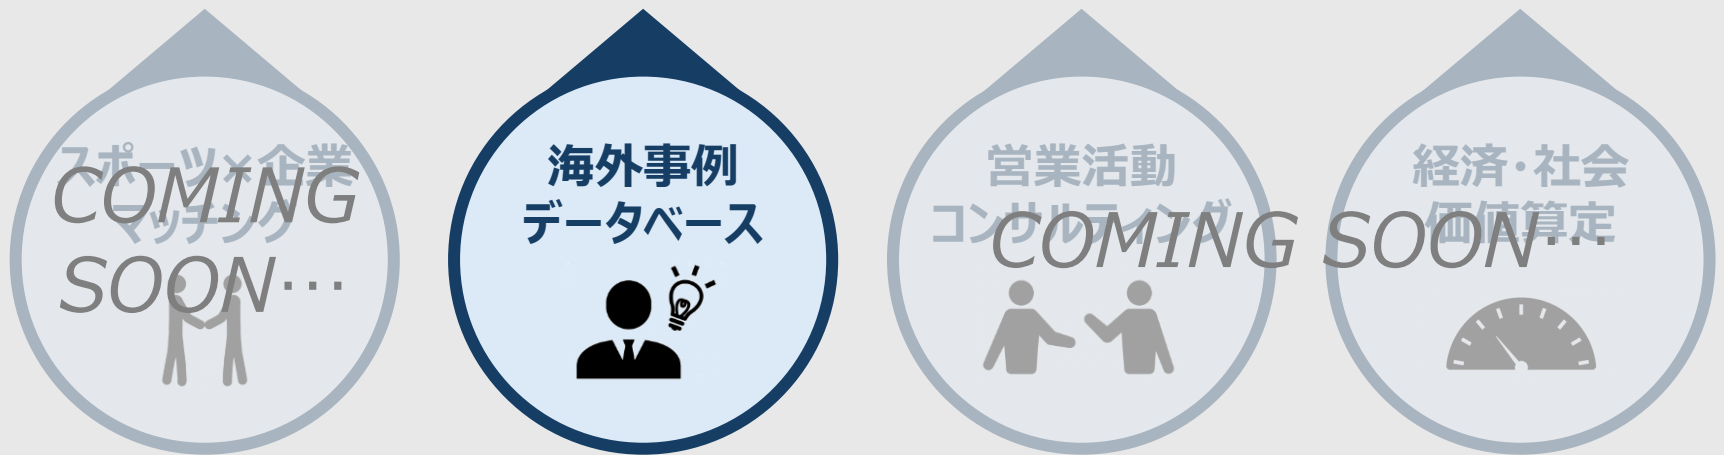 スポーツ×企業
マッチング
COMING
SOON…
海外事例
データベース
営業活動
コンサルティング
経済・社会
価値算定
COMING SOON…